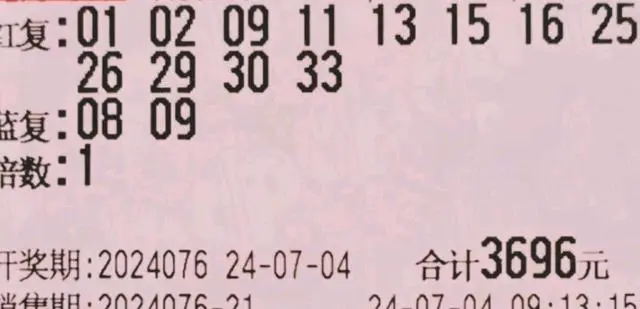 红复:01 02 09 11 13 15 16 25
26 29 30 33
蓝复:08 09
倍数:1
开奖期:2024076 24-07-04 合计3696元
销售期:2024076-21 24-07-04 09:13:15